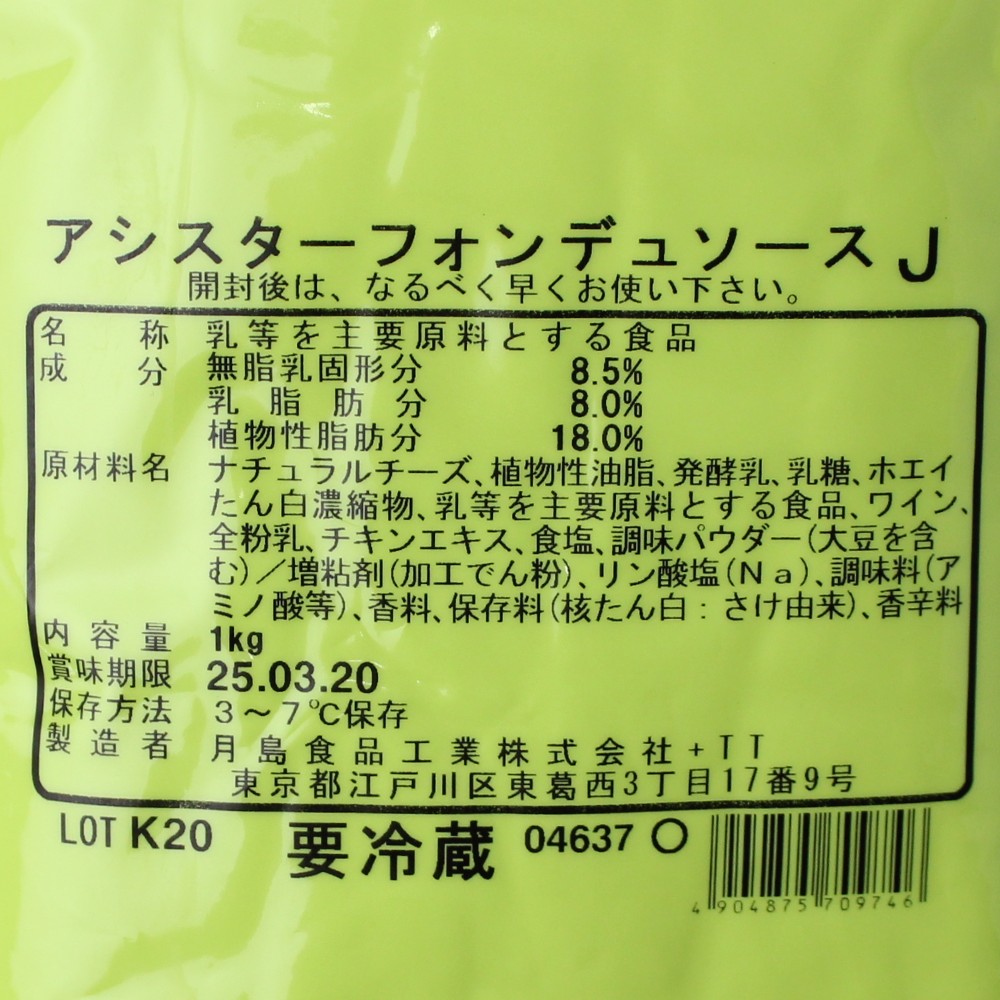 アシスターフォンデュソースJ
開封後は、なるべく早くお使い下さい。
名称 乳等を主要原料とする食品
成分 無脂乳固形分 8.5%
乳脂肪分 8.0%
植物性脂肪分 18.0%
原材料名 ナチュラルチーズ、植物性油脂、発酵乳、乳糖、ホエイ
たん白濃縮物、乳等を主要原料とする食品、ワイン、
全粉乳、チキンエキス、食塩、調味パウダー(大豆を含
む)/増粘剤(加工でん粉)、リン酸塩(Na)、調味料(ア
ミノ酸等)、香料、保存料(核たん白:さけ由来)、香辛料
内容量 1kg
賞味期限 25.03.20
保存方法 3~7℃保存
製造者 月島食品工業株式会社+TT
東京都江戸川区東葛西3丁目17番9号
LOT K20 要冷蔵 04637 ○
4 904875 709746